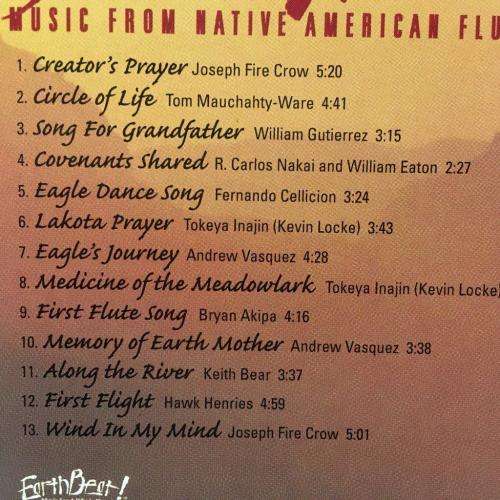 MUSIC FROM NATIVE AMERICAN FLU
1. Creator's Prayer Joseph Fire Crow 5:20
2. Circle of Life Tom Mauchahty-Ware 4:41
3. Song For Grandfather William Gutierrez 3:15
4. Covenants Shared R. Carlos Nakai and William Eaton 2:27
5. Eagle Dance Song Fernando Cellicion 3:24
6. Lakota Prayer Tokeya Inajin (Kevin Locke) 3:43
7. Eagle's Journey Andrew Vasquez 4:28
8. Medicine of the Meadowlark Tokeya Inajin (Kevin Locke)
9. First Flute Song Bryan Akipa 4:16
10. Memory of Earth Mother Andrew Vasquez 3:38
11. Along the River Keith Bear 3:37
12. First Flight Hawk Henries 4:59
13. Wind In My Mind Joseph Fire Crow 5:01
EarthBeat!